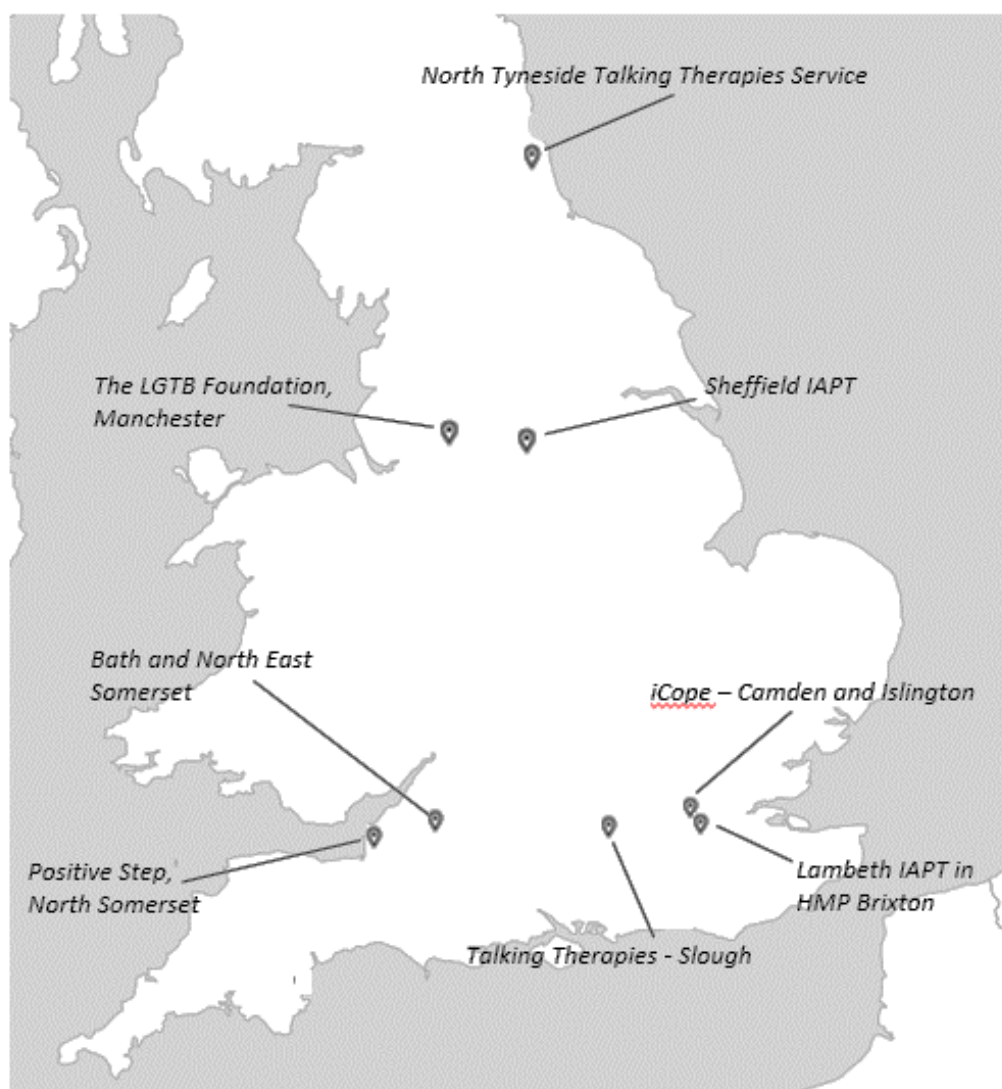 North Tyneside Talking Therapies Service
The LGTB Foundation,
Manchester
Sheffield IAPT
Bath and North East
Somerset
iCope – Camden and Islington
Positive Step,
North Somerset
Lambeth IAPT in
HMP Brixton
Talking Therapies - Slough